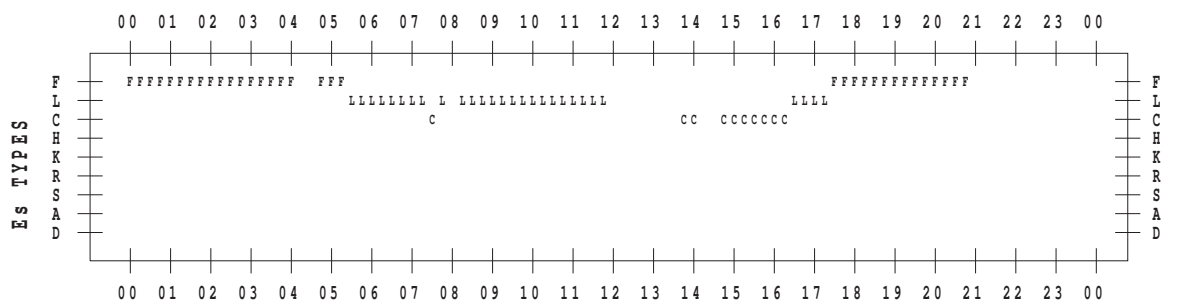 00 01 02 03 04 05 06 07 08 09 10 11 12 13 14 15 16 17 18 19 20 21 22 23 00
F FFFFFFFFFFFFFFFFF FFF FFFFFFFFFFFFFF F
L LLLLLLLL L LLLLLLLLLLLLLLL LLLL L
C C CC CCCCCCC C
H H
K K
R R
S S
A A
D D
Es TYPES
00 01 02 03 04 05 06 07 08 09 10 11 12 13 14 15 16 17 18 19 20 21 22 23 00